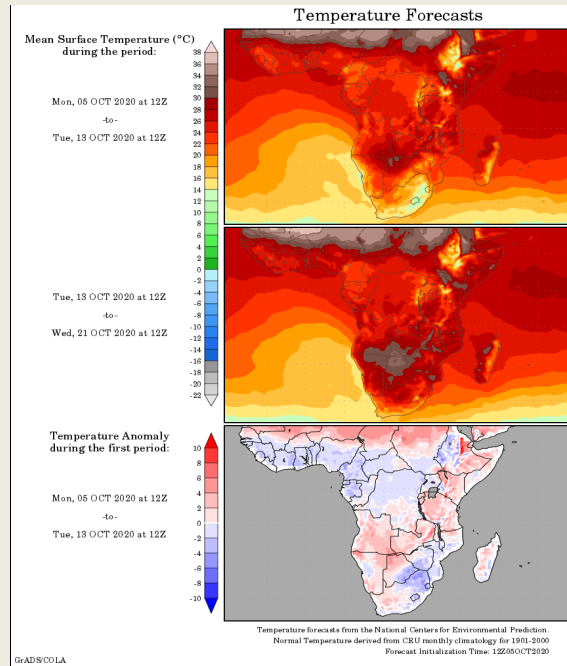 Temperature Forecasts
Mean Surface Temperature (°C)
during the period:
Mon, 05 OCT 2020 at 12Z
-to-
Tue, 13 OCT 2020 at 12Z
38
36
34
32
30
28
26
24
22
20
18
16
14
12
10
8
6
4
2
0
-2
-4
-6
-8
-10
-12
-14
-16
-18
-20
-22
Tue, 13 OCT 2020 at 12Z
-to-
Wed, 21 OCT 2020 at 12Z
Temperature Anomaly
during the first period:
Mon, 05 OCT 2020 at 12Z
-to-
Tue, 13 OCT 2020 at 12Z
10
8
6
4
2
0
-2
-4
-6
-8
-10
Temperature forecasts from the National Centers for Environmental Prediction.
Normal Temperature derived from CRU monthly climatology for 1901-2000
Forecast Initialization Time: 12Z05OCT2020
GrADS/COLA